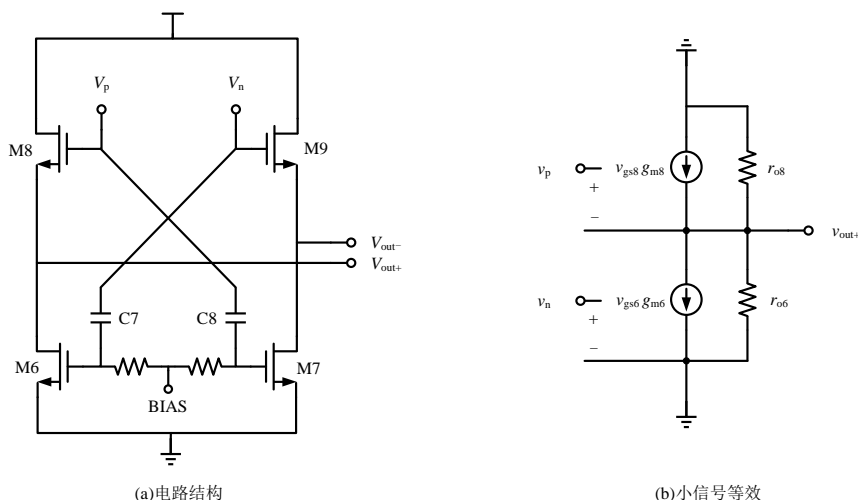 Vp
Vn
M8
M9
Vout−
Vout+
C7
C8
M6
M7
BIAS
(a)电路结构
vp
+
−
vgs8 gm8
ro8
vout+
vn
+
−
vgs6 gm6
ro6
(b)小信号等效